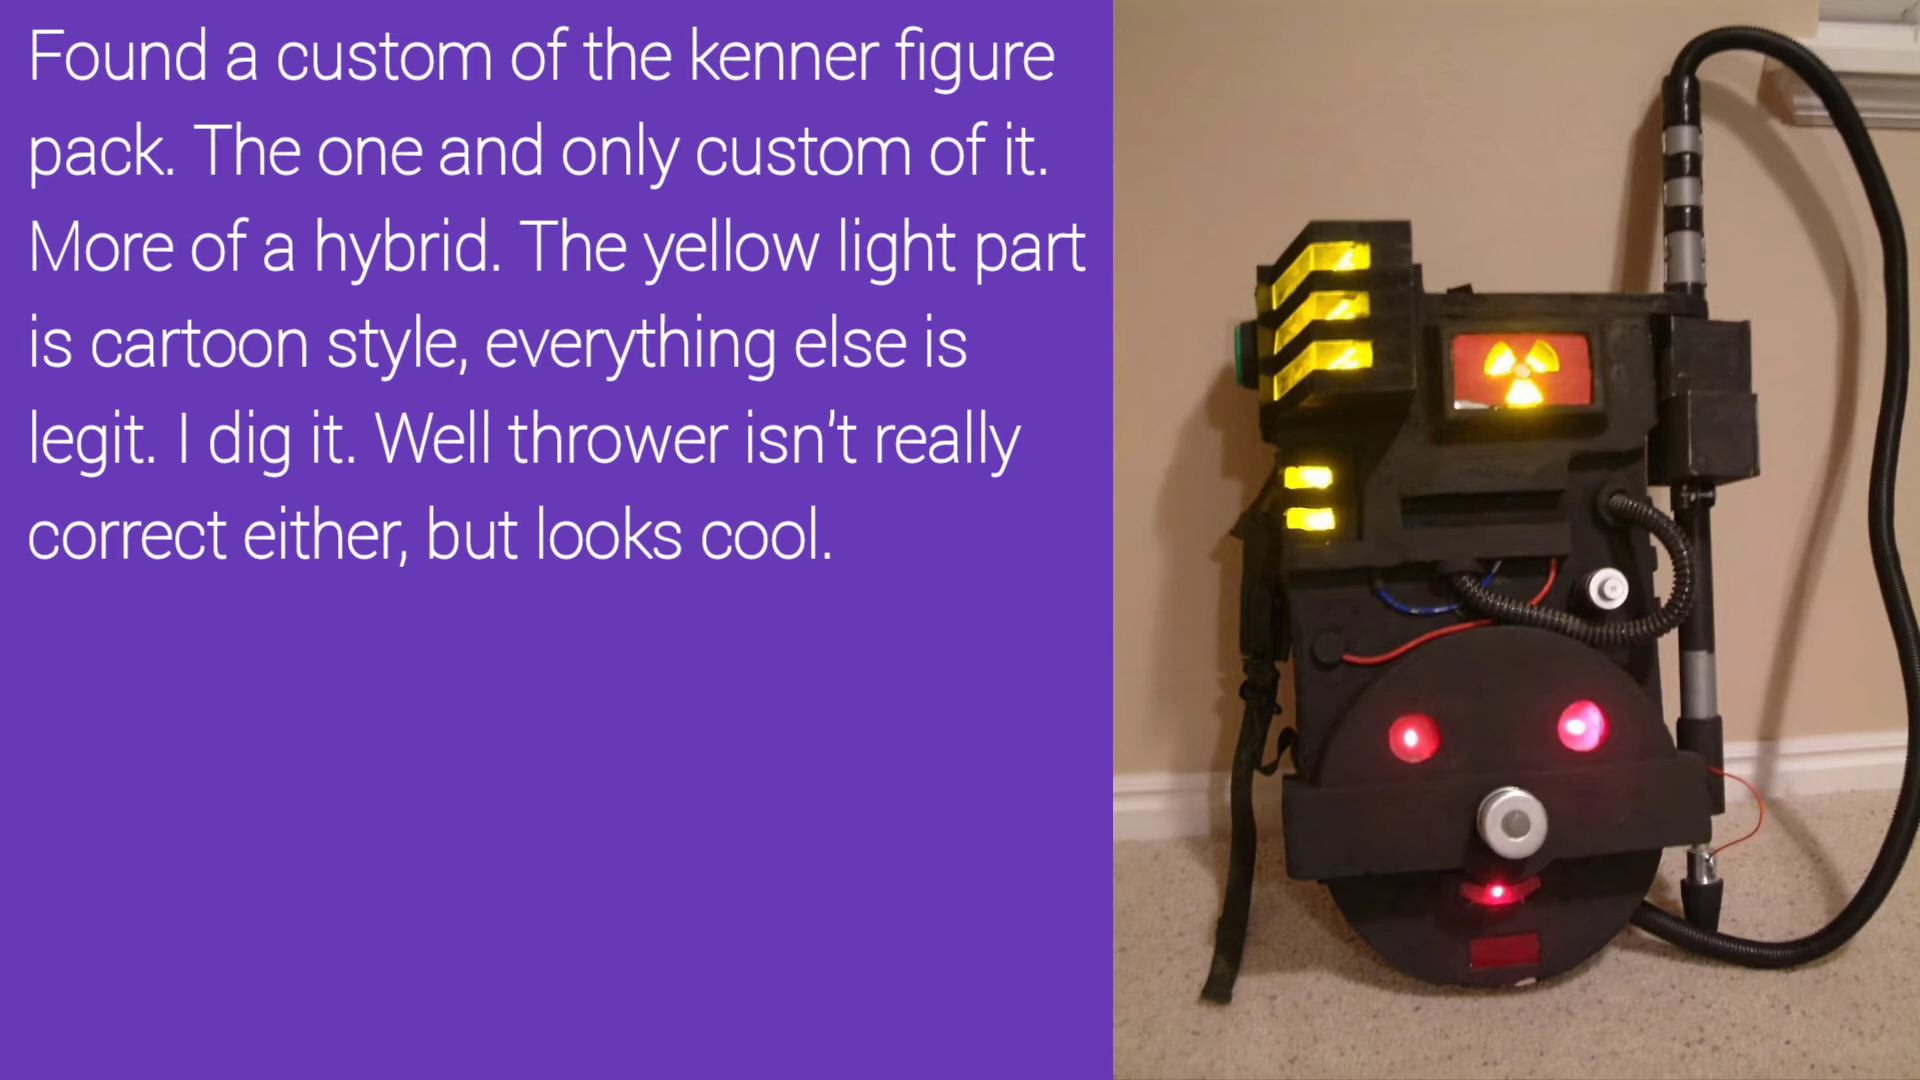 Found a custom of the kenner figure
pack. The one and only custom of it.
More of a hybrid. The yellow light part
is cartoon style, everything else is
legit. I dig it. Well thrower isn't really
correct either, but looks cool.